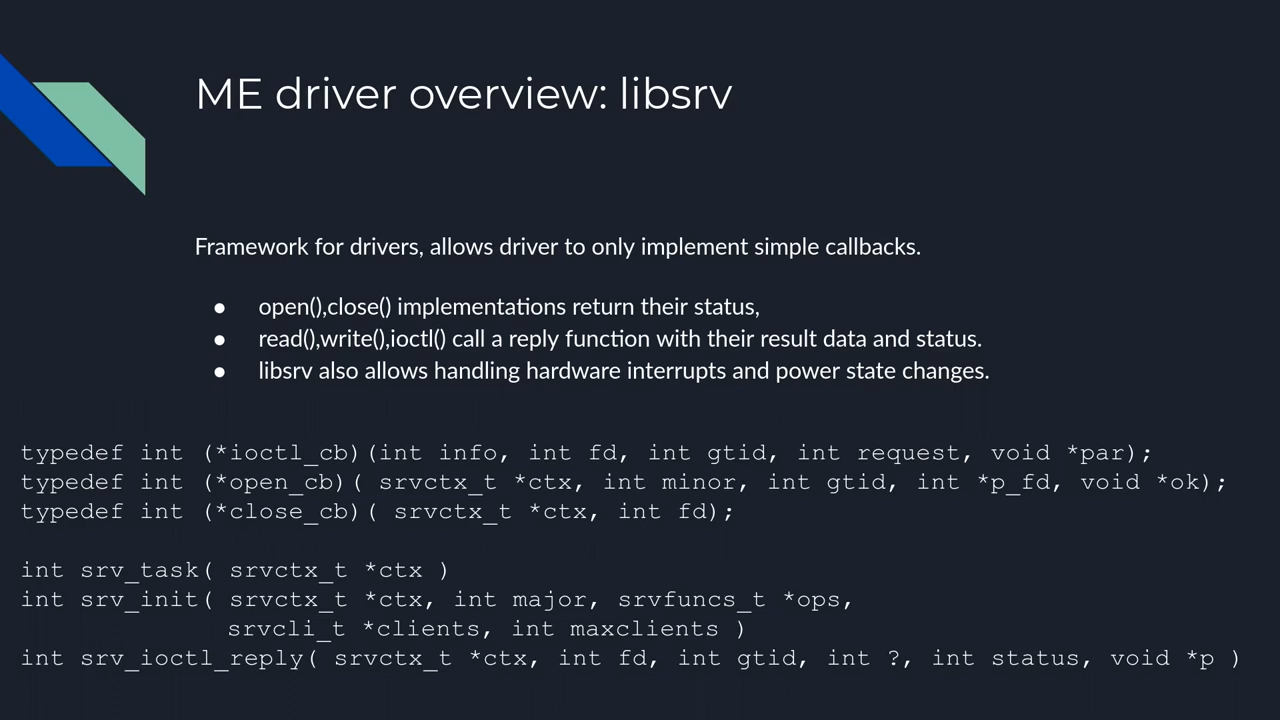 ME driver overview: libsrv
Framework for drivers, allows driver to only implement simple callbacks.
● open(),close() implementations return their status,
● read(),write(),ioctl() call a reply function with their result data and status.
● libsrv also allows handling hardware interrupts and power state changes.
typedef int (*ioctl_cb)(int info, int fd, int gtid, int request, void *par);
typedef int (*open_cb)( srvctx_t *ctx, int minor, int gtid, int *p_fd, void *ok);
typedef int (*close_cb)( srvctx_t *ctx, int fd);
int srv_task( srvctx_t *ctx )
int srv_init( srvctx_t *ctx, int major, srvfuncs_t *ops,
srvcli_t *clients, int maxclients )
int srv_ioctl_reply( srvctx_t *ctx, int fd, int gtid, int ?, int status, void *p )